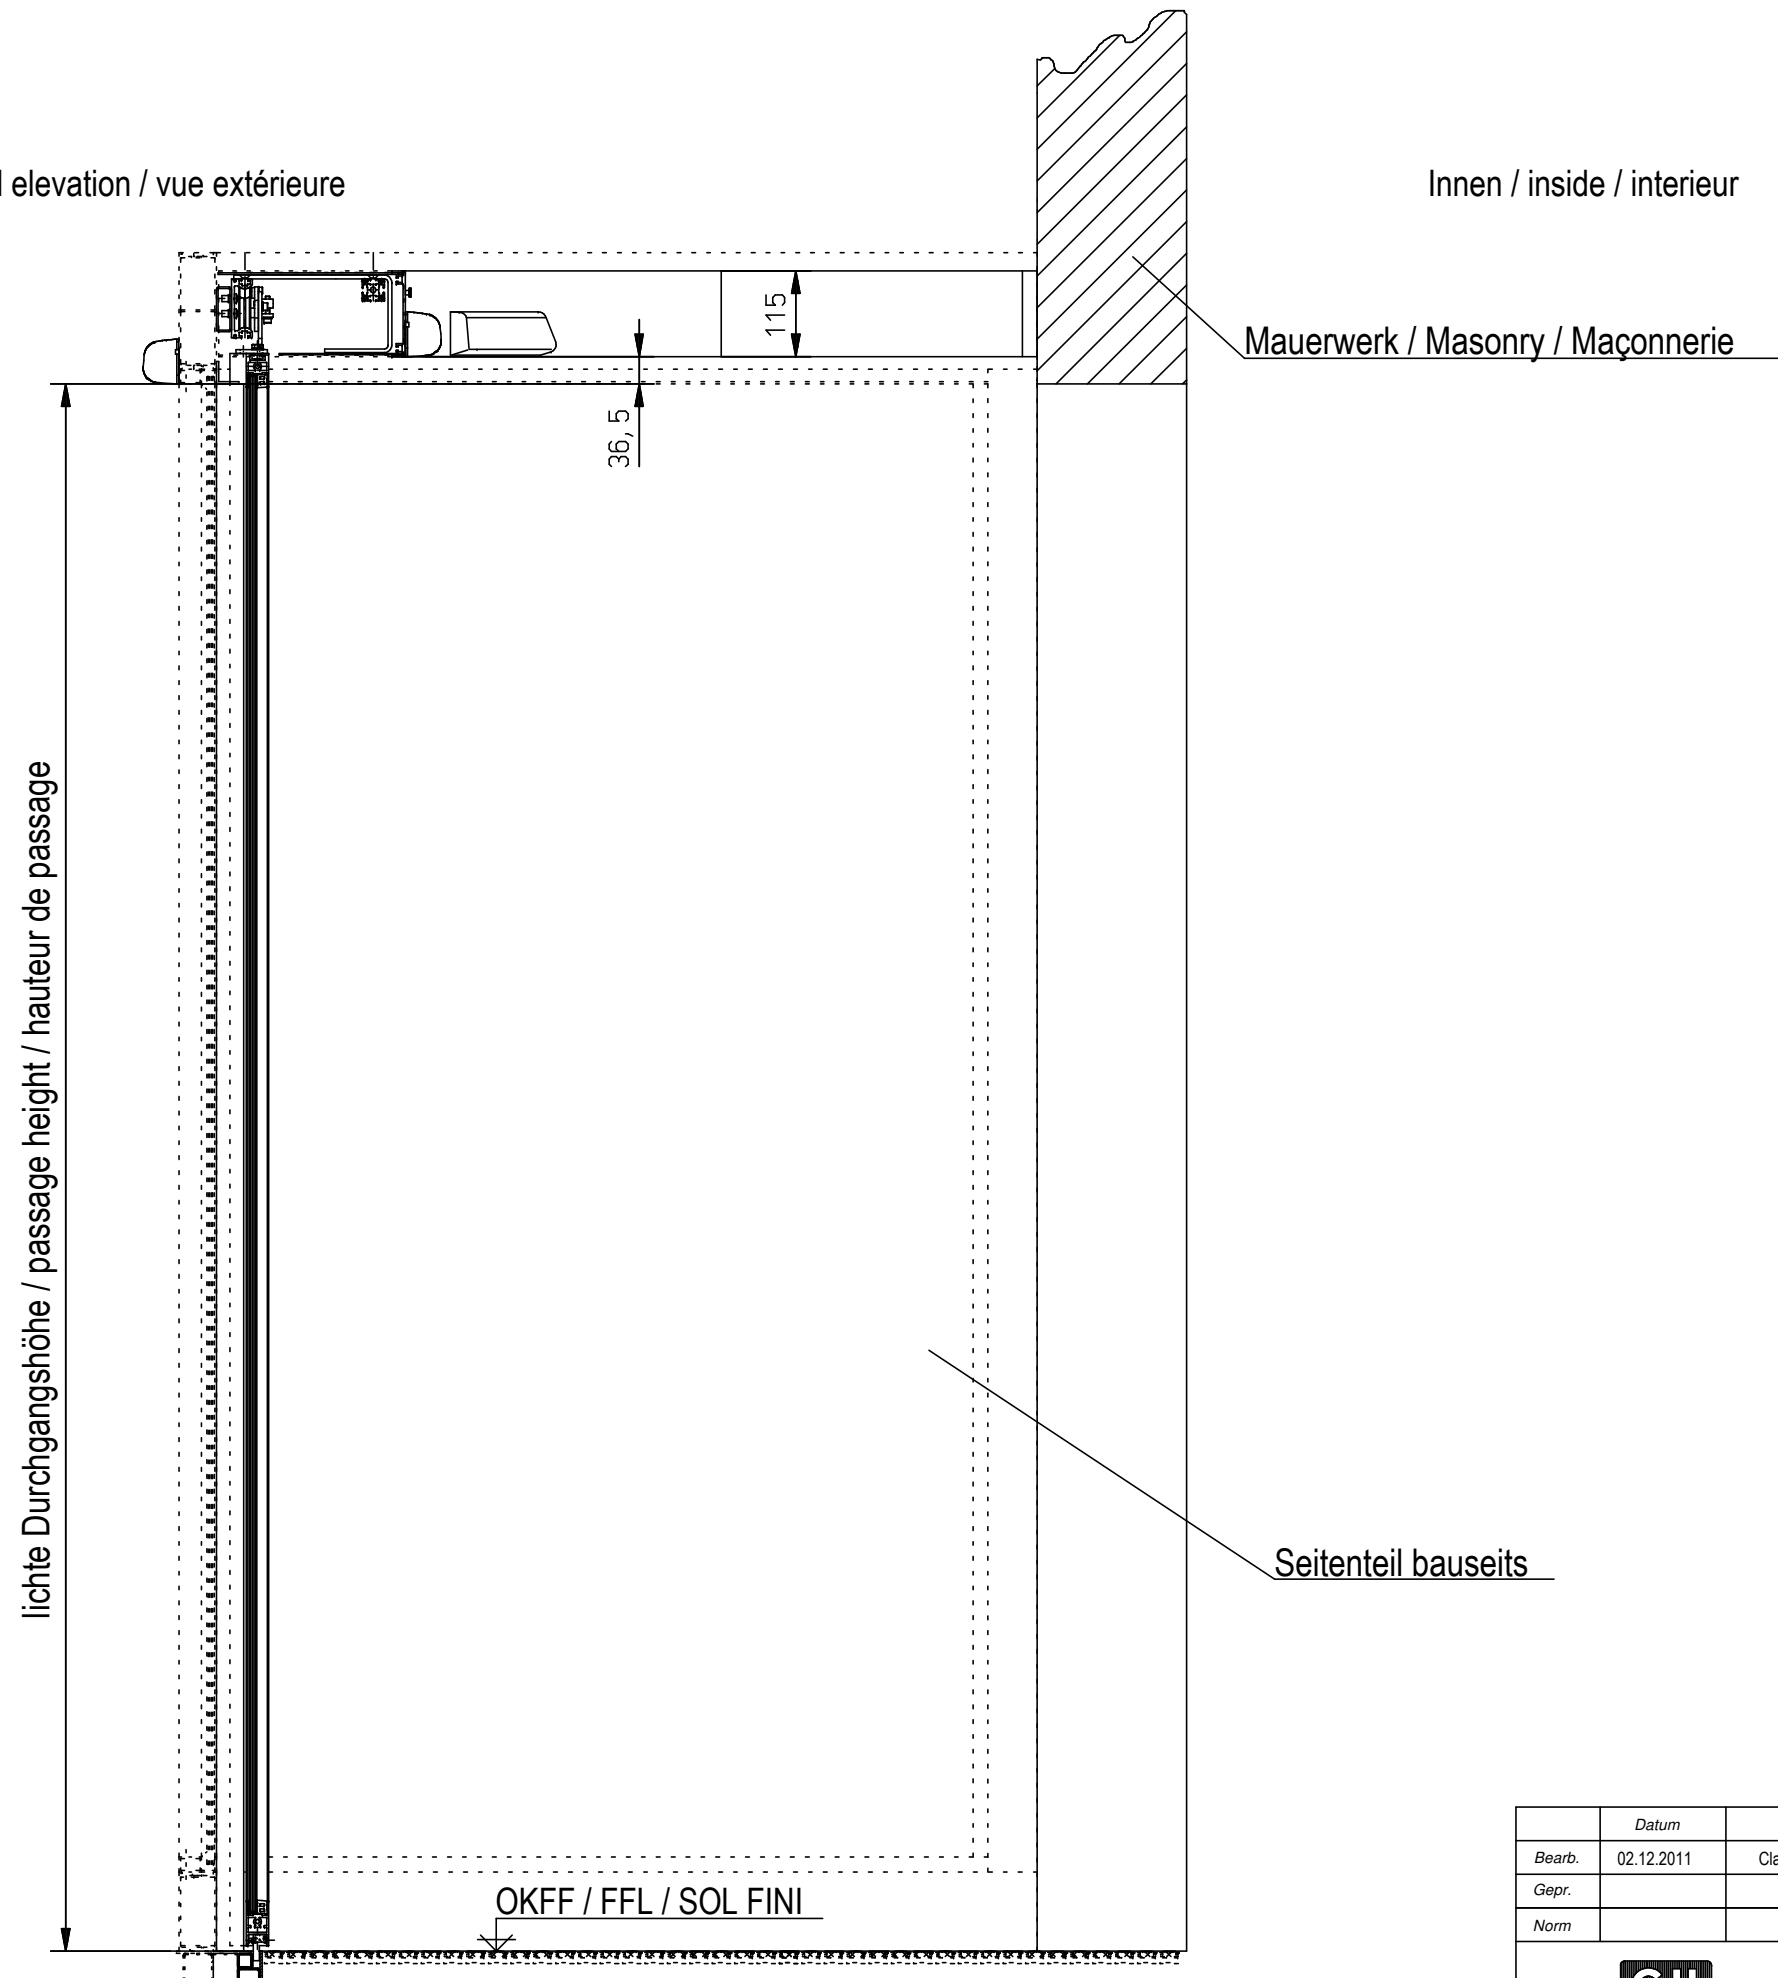 elevation / vue extérieure
Innen / inside / interieur
115
Mauerwerk / Masonry / Maçonnerie
36,5
lichte Durchgangshöhe / passage height / hauteur de passage
Seitenteil bauseits
OKFF / FFL / SOL FINI
Datum
Bearb. 02.12.2011
Gepr.
Norm